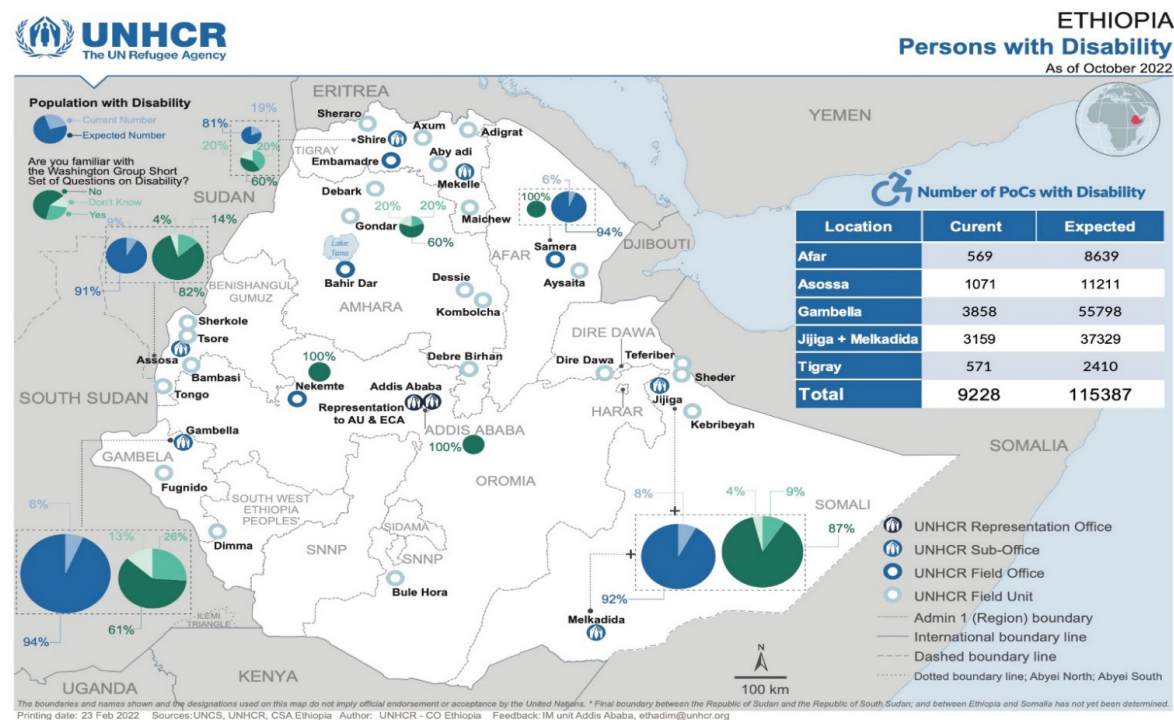 UNHCR
The UN Refugee Agency
ETHIOPIA
Persons with Disability
As of October 2022
Population with Disability
Current Number
Expected Number
Are you familiar with
the Washington Group Short
Set of Questions on Disability?
No
Don't Know
Yes
19%
81%
20%
20%
60%
ERITREA
YEMEN
SUDAN
DJIBOUTI
SOUTH SUDAN
SOMALIA
UGANDA
KENYA
TIGRAY
Sheraro
Axum
Adigrat
Shire
Embamadre
Aby adi
Mekelle
Debark
Maichew
Gondar
20%
20%
60%
6%
100%
94%
Samera
AFAR
Aysaita
Lake
Tana
Bahir Dar
AMHARA
Dessie
Kombolcha
9%
4%
14%
91%
82%
BENISHANGUL
GUMUZ
Sherkole
Tsore
Assosa
Bambasi
Tongo
100%
Nekemte
Debre Birhan
Addis Ababa
Representation
to AU & ECA
ADDIS ABABA
100%
DIRE DAWA
Dire Dawa
Teferiber
Sheder
Jijiga
HARAR
Kebribeyah
Gambella
GAMBELA
Fugnido
OROMIA
SOUTH WEST
ETHIOPIA
PEOPLES'
Dimma
SNNP
SIDAMA
SNNP
Bule Hora
6%
13%
26%
94%
61%
ILEMI
TRIANGLE
SOMALI
8%
4%
9%
87%
92%
Melkadida
Number of PoCs with Disability
Location Curent Expected
Afar 569 8639
Asossa 1071 11211
Gambella 3858 55798
Jijiga + Melkadida 3159 37329
Tigray 571 2410
Total 9228 115387
UNHCR Representation Office
UNHCR Sub-Office
UNHCR Field Office
UNHCR Field Unit
Admin 1 (Region) boundary
International boundary line
Dashed boundary line
Dotted boundary line; Abyei North; Abyei South
N
100 km
The boundaries and names shown and the designations used on this map do not imply official endorsement or acceptance by the United Nations. * Final boundary between the Republic of Sudan and the Republic of South Sudan; and between Ethiopia and Somalia has not yet been determined
Printing date: 23 Feb 2022 Sources:UNCS, UNHCR, CSA Ethiopia Author: UNHCR - CO Ethiopia Feedback:IM unit Addis Ababa, ethadim@unhcr.org